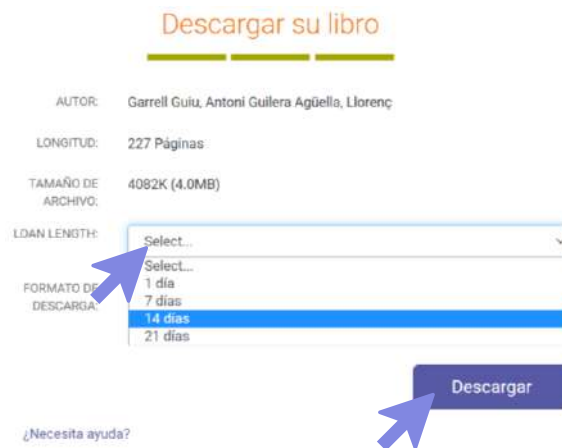 Descargar su libro
AUTOR: Garrell Guiu, Antoni Guilera Agüella, Llorenç
LONGITUD: 227 Páginas
TAMAÑO DE ARCHIVO: 4082K (4.0MB)
LOAN LENGTH: Select...
Select...
1 día
FORMATO DE DESCARGA:
7 días
14 días
21 días
Descargar
¿Necesita ayuda?